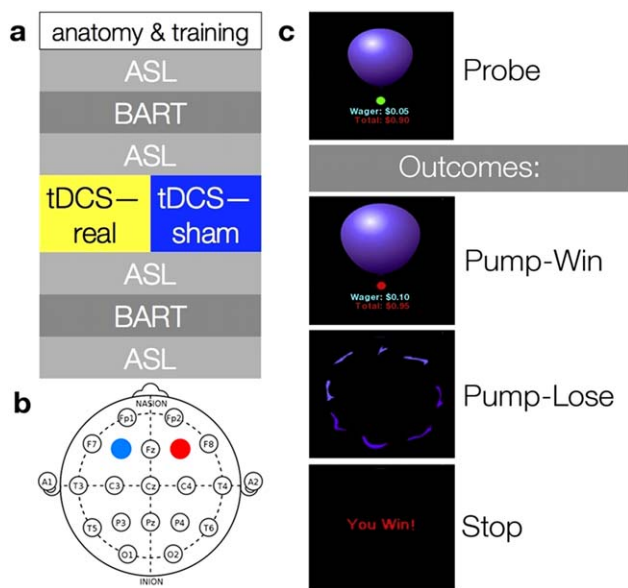 a
anatomy & training
ASL
BART
ASL
tDCS—
real
tDCS—
sham
ASL
BART
ASL
b
NASION
Fp1 Fp2
F7 Fz F8
A1 T3 C3 Cz C4 T4 A2
T5 P3 Pz P4 T6
O1 O2
INION
c
Wager: $0.05
Total: $0.90
Probe
Outcomes:
Wager: $0.10
Total: $0.95
Pump-Win
Pump-Lose
You Win!
Stop